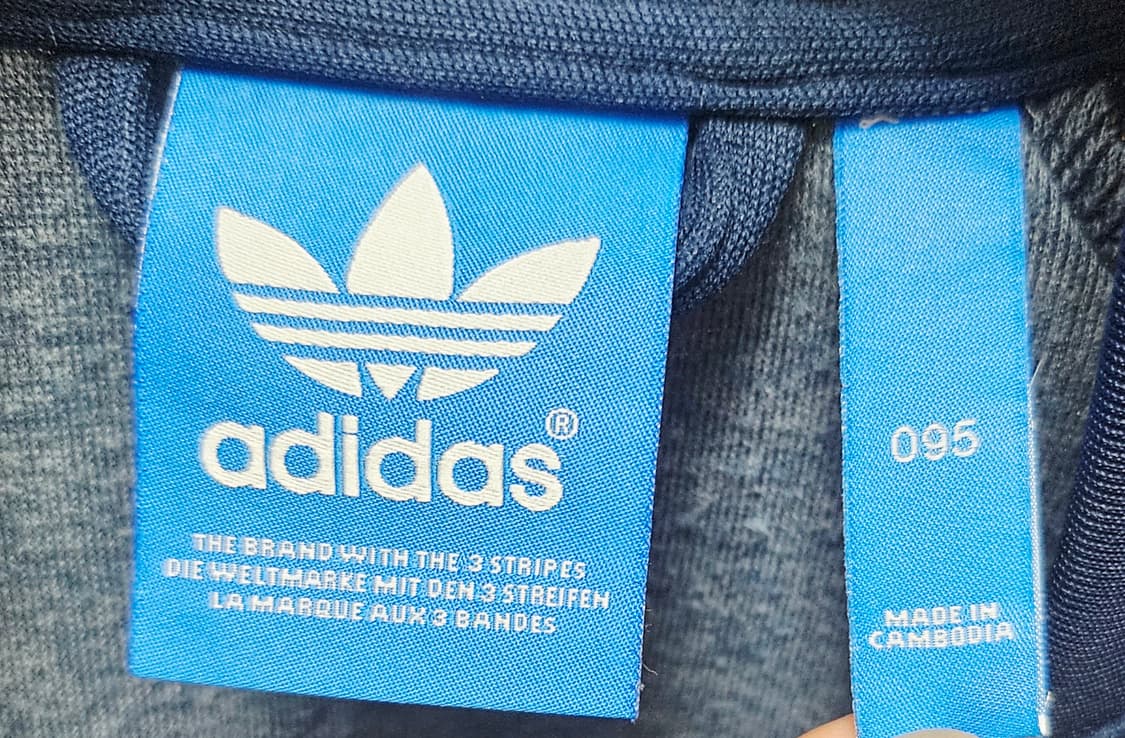 adidas®
THE BRAND WITH THE 3 STRIPES
DIE WELTMARKE MIT DEN 3 STREIFEN
LA MARQUE AUX 3 BANDES
095
MADE IN
CAMBODIA